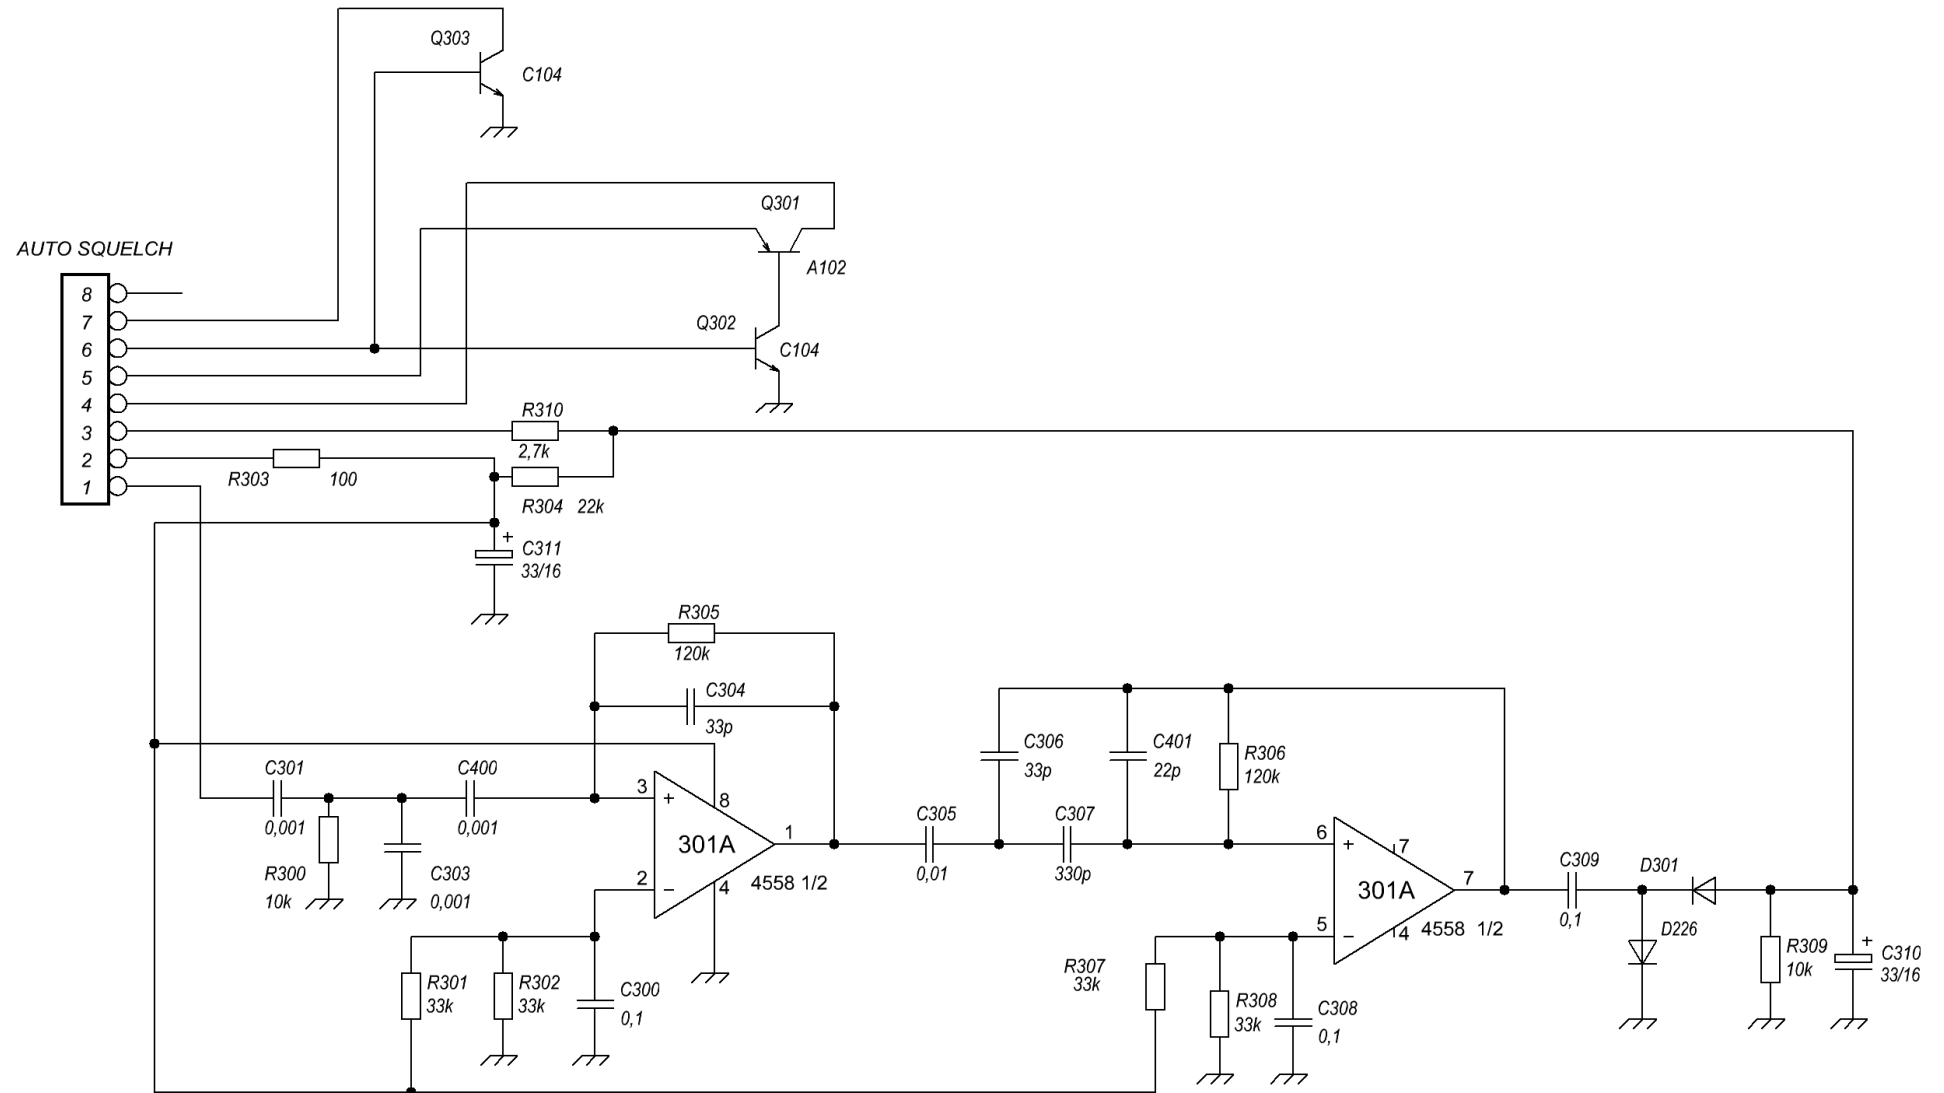 Q303
C104
Q301
A102
AUTO SQUELCH
8
7
6
5
4
3
2
1
Q302
C104
R310
2,7k
R303 100
R304 22k
+
C311
33/16
R305
120k
C304
33p
C301
0,001
C400
0,001
R300
10k
C303
0,001
3
+
8
301A
1
2
−
4
4558 1/2
R301
33k
R302
33k
C300
0,1
C305
0,01
C306
33p
C307
330p
C401
22p
R306
120k
6
+
7
301A
7
5
−
4
4558 1/2
R307
33k
R308
33k
C308
0,1
C309
0,1
D301
D226
R309
10k
+
C310
33/16